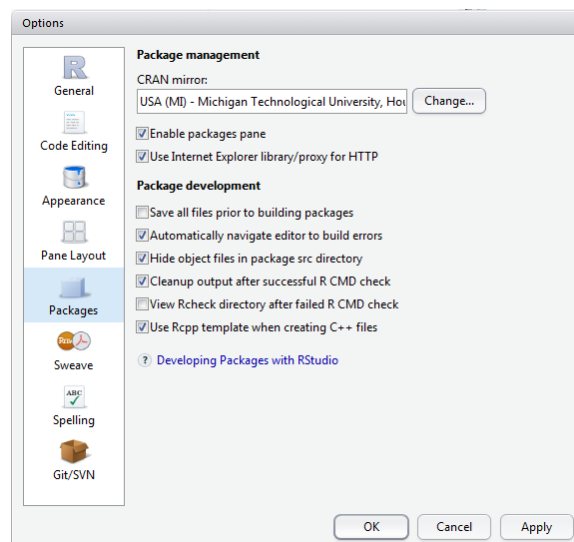 Options
General
Code Editing
Appearance
Pane Layout
Packages
Sweave
ABC
Spelling
Git/SVN
Package management
CRAN mirror:
USA (MI) - Michigan Technological University, Hou
Change...
Enable packages pane
Use Internet Explorer library/proxy for HTTP
Package development
Save all files prior to building packages
Automatically navigate editor to build errors
Hide object files in package src directory
Cleanup output after successful R CMD check
View Rcheck directory after failed R CMD check
Use Rcpp template when creating C++ files
? Developing Packages with RStudio
OK
Cancel
Apply